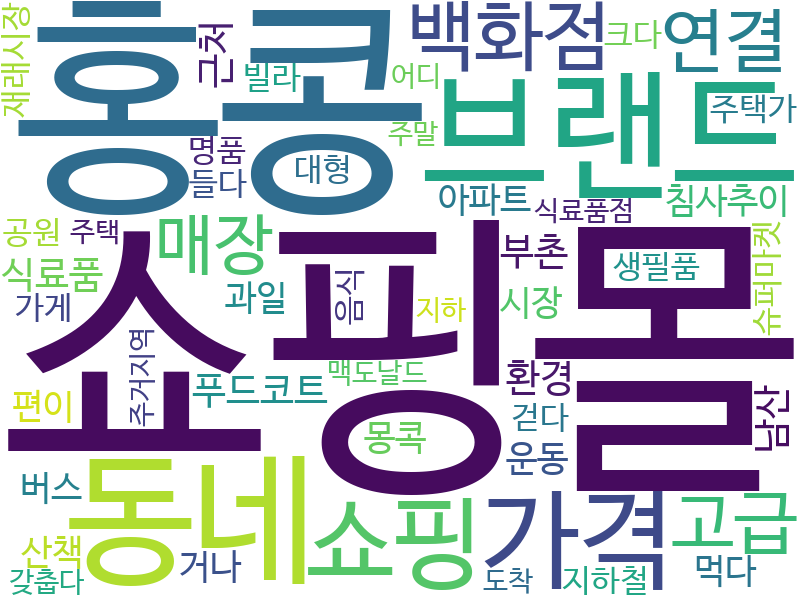 재래시장
홍콩
근처
백화점
크다
연결
빌라
어디
브랜드
주택가
주말
명품
대형
들다
아파트
식료품점
침사추이
공원
주택
매장
쇼핑몰
부촌
생필품
슈퍼마켓
식료품
가게
과일
음식
지하
시장
주거지역
맥도날드
환경
편이
푸드코트
걷다
남산
몽콕
운동
버스
동네
쇼핑
가격
고급
산책
거나
갖춥다
도착
지하철
먹다